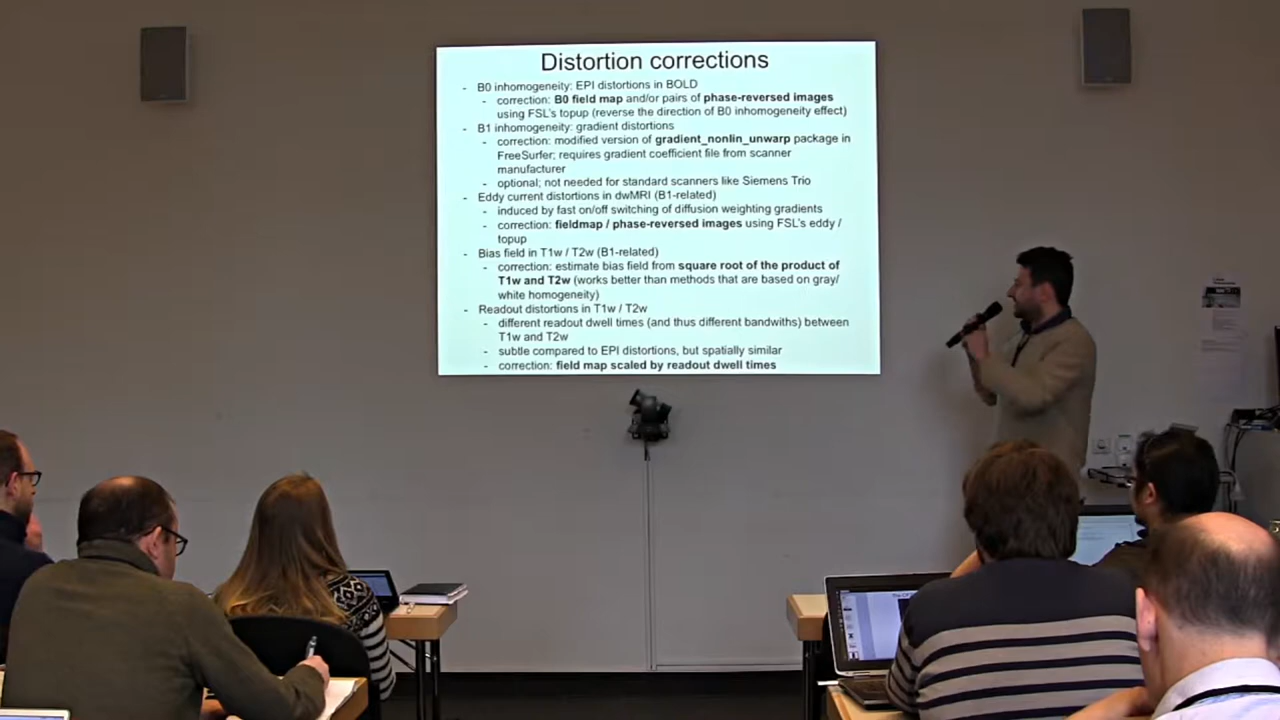 Distortion corrections
- B0 inhomogeneity: EPI distortions in BOLD
- correction: B0 field map and/or pairs of phase-reversed images
using FSL's topup (reverse the direction of B0 inhomogeneity effect)
- B1 inhomogeneity: gradient distortions
- correction: modified version of gradient_nonlin_unwarp package in
FreeSurfer; requires gradient coefficient file from scanner
manufacturer
- optional; not needed for standard scanners like Siemens Trio
- Eddy current distortions in dwMRI (B1-related)
- induced by fast on/off switching of diffusion weighting gradients
- correction: fieldmap / phase-reversed images using FSL's eddy /
topup
- Bias field in T1w / T2w (B1-related)
- correction: estimate bias field from square root of the product of
T1w and T2w (works better than methods that are based on gray/
white homogeneity)
- Readout distortions in T1w / T2w
- different readout dwell times (and thus different bandwiths) between
T1w and T2w
- subtle compared to EPI distortions, but spatially similar
- correction: field map scaled by readout dwell times